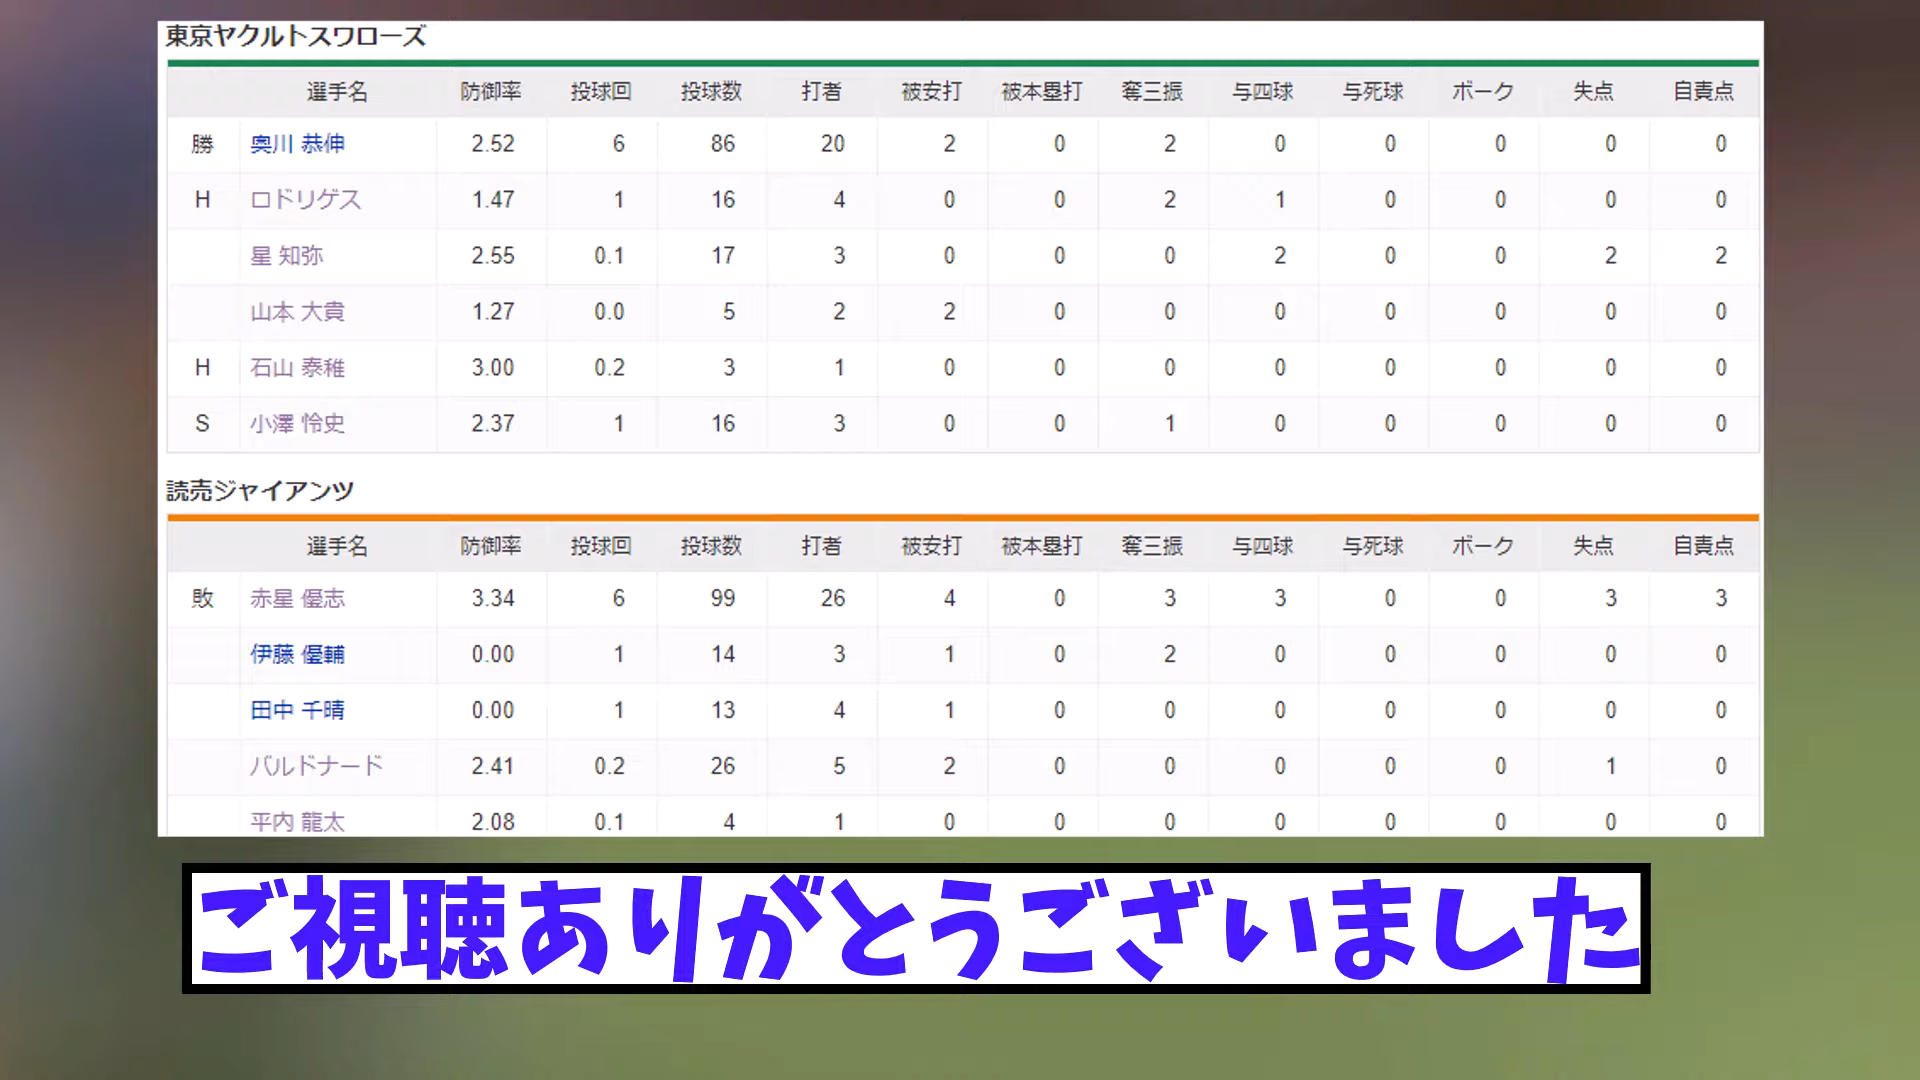 東京ヤクルトスワローズ
選手名 防御率 投球回 投球数 打者 被安打 被本塁打 奪三振 与四球 与死球 ボーク 失点 自責点
勝 奥川 恭伸 2.52 6 86 20 2 0 2 0 0 0 0 0
H ロドリゲス 1.47 1 16 4 0 0 2 1 0 0 0 0
星 知弥 2.55 0.1 17 3 0 0 0 2 0 0 2 2
山本 大貴 1.27 0.0 5 2 2 0 0 0 0 0 0 0
H 石山 泰稚 3.00 0.2 3 1 0 0 0 0 0 0 0 0
S 小澤 怜史 2.37 1 16 3 0 0 1 0 0 0 0 0
読売ジャイアンツ
選手名 防御率 投球回 投球数 打者 被安打 被本塁打 奪三振 与四球 与死球 ボーク 失点 自責点
敗 赤星 優志 3.34 6 99 26 4 0 3 3 0 0 3 3
伊藤 優輔 0.00 1 14 3 1 0 2 0 0 0 0 0
田中 千晴 0.00 1 13 4 1 0 0 0 0 0 0 0
バルドナード 2.41 0.2 26 5 2 0 0 0 0 0 1 0
平内 龍太 2.08 0.1 4 1 0 0 0 0 0 0 0 0
ご視聴ありがとうございました